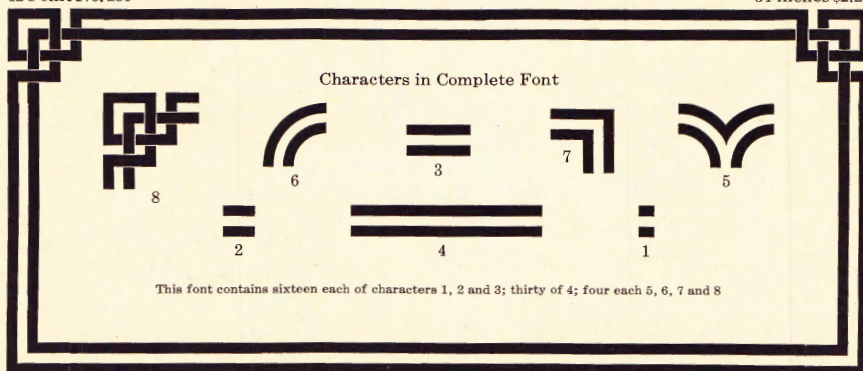 Characters in Complete Font
8 6 3 7 5
2 4 1
This font contains sixteen each of characters 1, 2 and 3; thirty of 4; four each 5, 6, 7 and 8